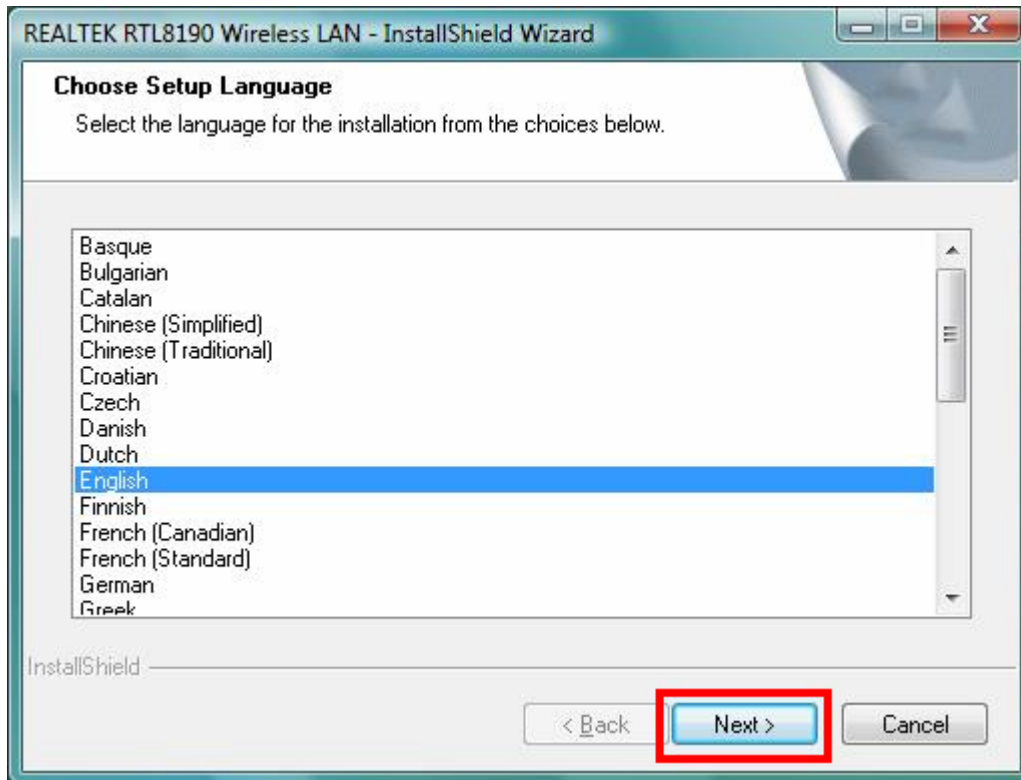 REALTEK RTL8190 Wireless LAN - InstallShield Wizard
Choose Setup Language
Select the language for the installation from the choices below.
Basque
Bulgarian
Catalan
Chinese (Simplified)
Chinese (Traditional)
Croatian
Czech
Danish
Dutch
English
Finnish
French (Canadian)
French (Standard)
German
Greek
InstallShield
< Back Next > Cancel